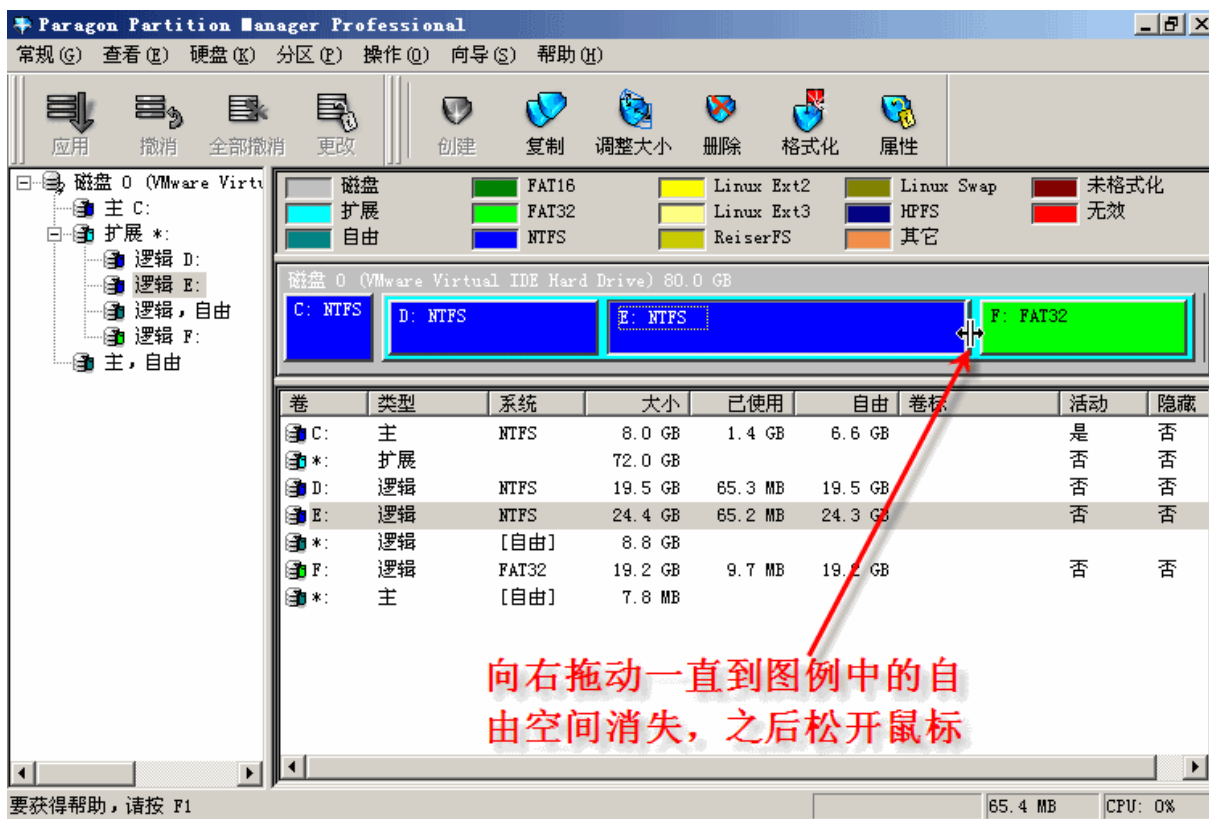 Paragon Partition Manager Professional
常规(G) 查看(E) 硬盘(K) 分区(P) 操作(O) 向导(S) 帮助(H)
应用 撤消 全部撤消 更改 创建 复制 调整大小 删除 格式化 属性
磁盘 0 (VMware Virtu
主 C:
扩展 *:
逻辑 D:
逻辑 E:
逻辑，自由
逻辑 F:
主，自由
磁盘 FAT16 Linux Ext2 Linux Swap 未格式化
扩展 FAT32 Linux Ext3 HPFS 无效
自由 NTFS ReiserFS 其它
磁盘 0 (VMware Virtual IDE Hard Drive) 80.0 GB
C: NTFS D: NTFS E: NTFS F: FAT32
卷 类型 系统 大小 已使用 自由 卷标 活动 隐藏
C: 主 NTFS 8.0 GB 1.4 GB 6.6 GB 是 否
*: 扩展 72.0 GB 否 否
D: 逻辑 NTFS 19.5 GB 65.3 MB 19.5 GB 否 否
E: 逻辑 NTFS 24.4 GB 65.2 MB 24.3 GB 否 否
*: 逻辑 [自由] 8.8 GB
F: 逻辑 FAT32 19.2 GB 9.7 MB 19.2 GB 否 否
*: 主 [自由] 7.8 MB
向右拖动一直到图例中的自
由空间消失，之后松开鼠标
要获得帮助，请按 F1 65.4 MB CPU: 0%